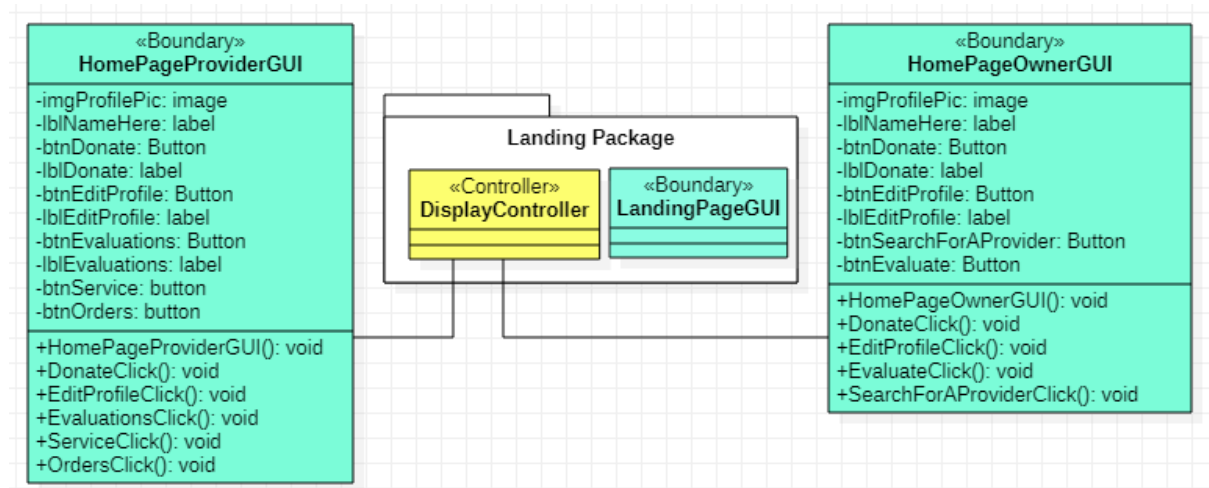 «Boundary»
HomePageProviderGUI
-imgProfilePic: image
-lblNameHere: label
-btnDonate: Button
-lblDonate: label
-btnEditProfile: Button
-lblEditProfile: label
-btnEvaluations: Button
-lblEvaluations: label
-btnService: button
-btnOrders: button
+HomePageProviderGUI(): void
+DonateClick(): void
+EditProfileClick(): void
+EvaluationsClick(): void
+ServiceClick(): void
+OrdersClick(): void
Landing Package
«Controller»
DisplayController
«Boundary»
LandingPageGUI
«Boundary»
HomePageOwnerGUI
-imgProfilePic: image
-lblNameHere: label
-btnDonate: Button
-lblDonate: label
-btnEditProfile: Button
-lblEditProfile: label
-btnSearchForAProvider: Button
-btnEvaluate: Button
+HomePageOwnerGUI(): void
+DonateClick(): void
+EditProfileClick(): void
+EvaluateClick(): void
+SearchForAProviderClick(): void